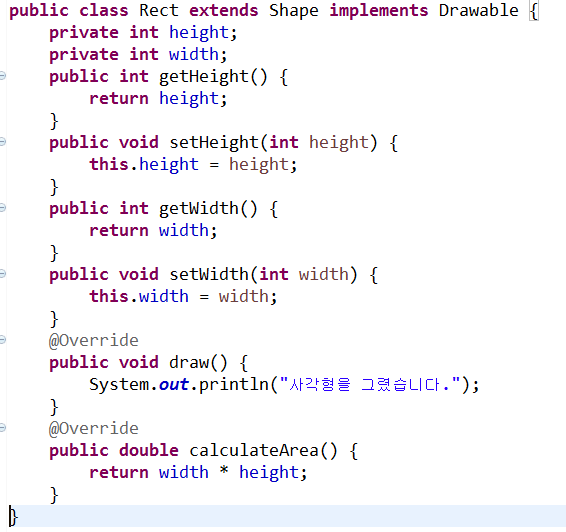 public class Rect extends Shape implements Drawable {
    private int height;
    private int width;
    public int getHeight() {
        return height;
    }
    public void setHeight(int height) {
        this.height = height;
    }
    public int getWidth() {
        return width;
    }
    public void setWidth(int width) {
        this.width = width;
    }
    @Override
    public void draw() {
        System.out.println("사각형을 그렸습니다.");
    }
    @Override
    public double calculateArea() {
        return width * height;
    }
}